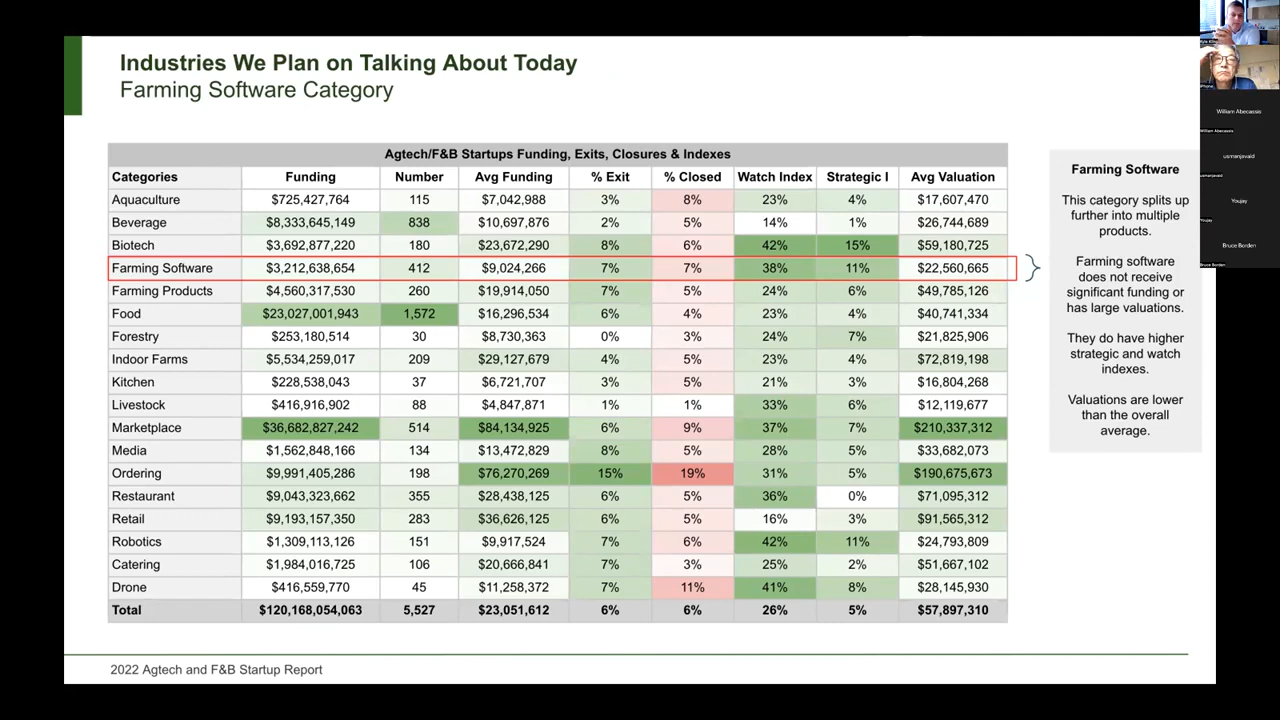 Industries We Plan on Talking About Today
Farming Software Category
Agtech/F&B Startups Funding, Exits, Closures & Indexes
Categories Funding Number Avg Funding % Exit % Closed Watch Index Strategic I Avg Valuation
Aquaculture $725,427,764 115 $7,042,988 3% 8% 23% 4% $17,607,470
Beverage $8,333,645,149 838 $10,697,876 2% 5% 14% 1% $26,744,689
Biotech $3,692,877,220 180 $23,672,290 8% 6% 42% 15% $59,180,725
Farming Software $3,212,638,654 412 $9,024,266 7% 7% 38% 11% $22,560,665
Farming Products $4,560,317,530 260 $19,914,050 7% 5% 24% 6% $49,785,126
Food $23,027,001,943 1,572 $16,296,534 6% 4% 23% 4% $40,741,334
Forestry $253,180,514 30 $8,730,363 0% 3% 24% 7% $21,825,906
Indoor Farms $5,534,259,017 209 $29,127,679 4% 5% 23% 4% $72,819,198
Kitchen $228,538,043 37 $6,721,707 3% 5% 21% 3% $16,804,268
Livestock $416,916,902 88 $4,847,871 1% 1% 33% 6% $12,119,677
Marketplace $36,682,827,242 514 $84,134,925 6% 9% 37% 7% $210,337,312
Media $1,562,848,166 134 $13,472,829 8% 5% 28% 5% $33,682,073
Ordering $9,991,405,286 198 $76,270,269 15% 19% 31% 5% $190,675,673
Restaurant $9,043,323,662 355 $28,438,125 6% 5% 36% 0% $71,095,312
Retail $9,193,157,350 283 $36,626,125 6% 5% 16% 3% $91,565,312
Robotics $1,309,113,126 151 $9,917,524 7% 6% 42% 11% $24,793,809
Catering $1,984,016,725 106 $20,666,841 7% 3% 25% 2% $51,667,102
Drone $416,559,770 45 $11,258,372 7% 11% 41% 8% $28,145,930
Total $120,168,054,063 5,527 $23,051,612 6% 6% 26% 5% $57,897,310
Farming Software
This category splits up
further into multiple
products.
Farming software
does not receive
significant funding or
has large valuations.
They do have higher
strategic and watch
indexes.
Valuations are lower
than the overall
average.
2022 Agtech and F&B Startup Report
iPhone
William Abecassis
William Abecassis
usmanjavaid
usmanjavaid
Youjay
Youjay
Bruce Borden
Bruce Borden